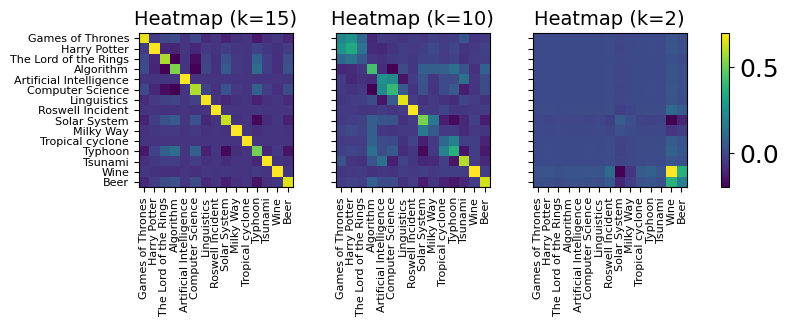 Heatmap (k=15)
Heatmap (k=10)
Heatmap (k=2)
Games of Thrones
Harry Potter
The Lord of the Rings
Algorithm
Artificial Intelligence
Computer Science
Linguistics
Roswell Incident
Solar System
Milky Way
Tropical cyclone
Typhoon
Tsunami
Wine
Beer
0.5
0.0
Games of Thrones
Harry Potter
The Lord of the Rings
Algorithm
Artificial Intelligence
Computer Science
Linguistics
Roswell Incident
Solar System
Milky Way
Tropical cyclone
Typhoon
Tsunami
Wine
Beer
Games of Thrones
Harry Potter
The Lord of the Rings
Algorithm
Artificial Intelligence
Computer Science
Linguistics
Roswell Incident
Solar System
Milky Way
Tropical cyclone
Typhoon
Tsunami
Wine
Beer
Games of Thrones
Harry Potter
The Lord of the Rings
Algorithm
Artificial Intelligence
Computer Science
Linguistics
Roswell Incident
Solar System
Milky Way
Tropical cyclone
Typhoon
Tsunami
Wine
Beer